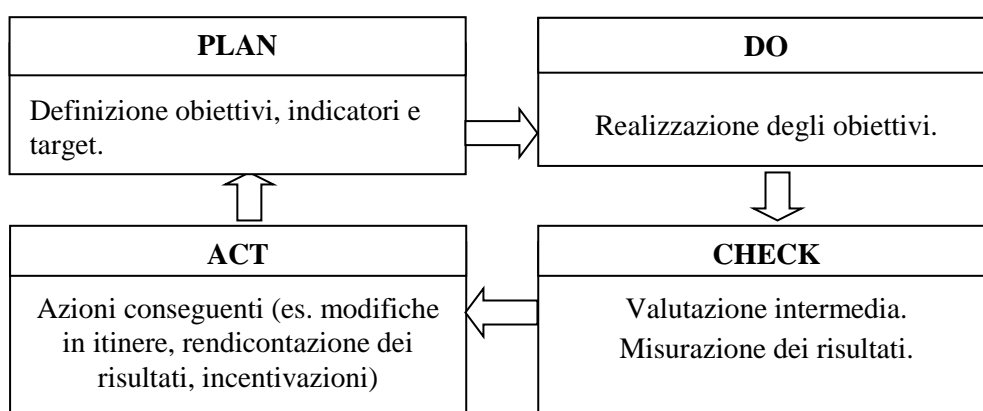 PLAN
Definizione obiettivi, indicatori e
target.
DO
Realizzazione degli obiettivi.
ACT
Azioni conseguenti (es. modifiche
in itinere, rendicontazione dei
risultati, incentivazioni)
CHECK
Valutazione intermedia.
Misurazione dei risultati.